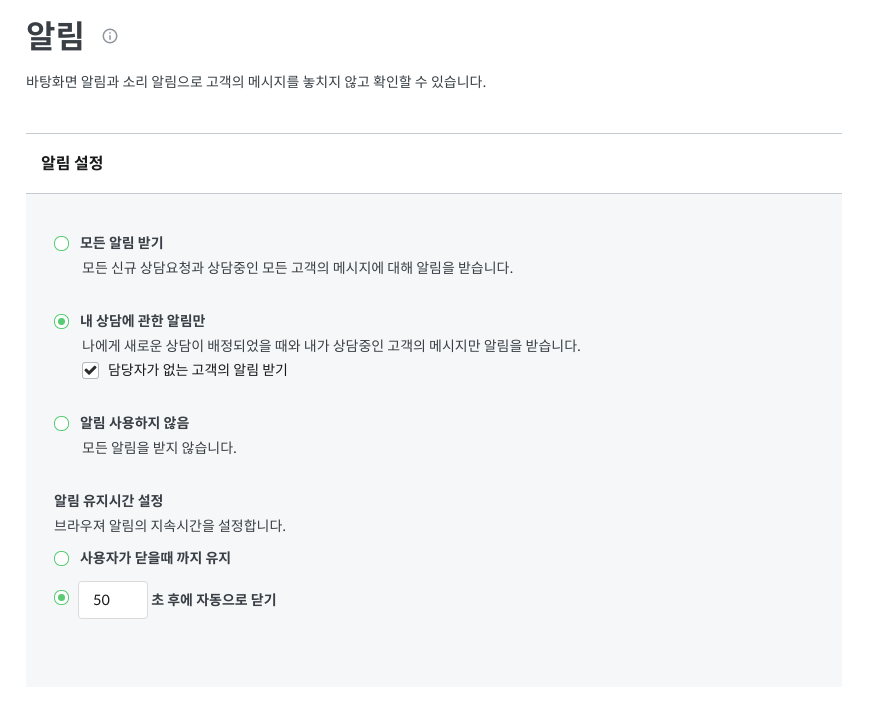 알림
바탕화면 알림과 소리 알림으로 고객의 메시지를 놓치지 않고 확인할 수 있습니다.
알림 설정
모든 알림 받기
모든 신규 상담요청과 상담중인 모든 고객의 메시지에 대해 알림을 받습니다.
내 상담에 관한 알림만
나에게 새로운 상담이 배정되었을 때와 내가 상담중인 고객의 메시지만 알림을 받습니다.
담당자가 없는 고객의 알림 받기
알림 사용하지 않음
모든 알림을 받지 않습니다.
알림 유지시간 설정
브라우져 알림의 지속시간을 설정합니다.
사용자가 닫을때 까지 유지
50 초 후에 자동으로 닫기